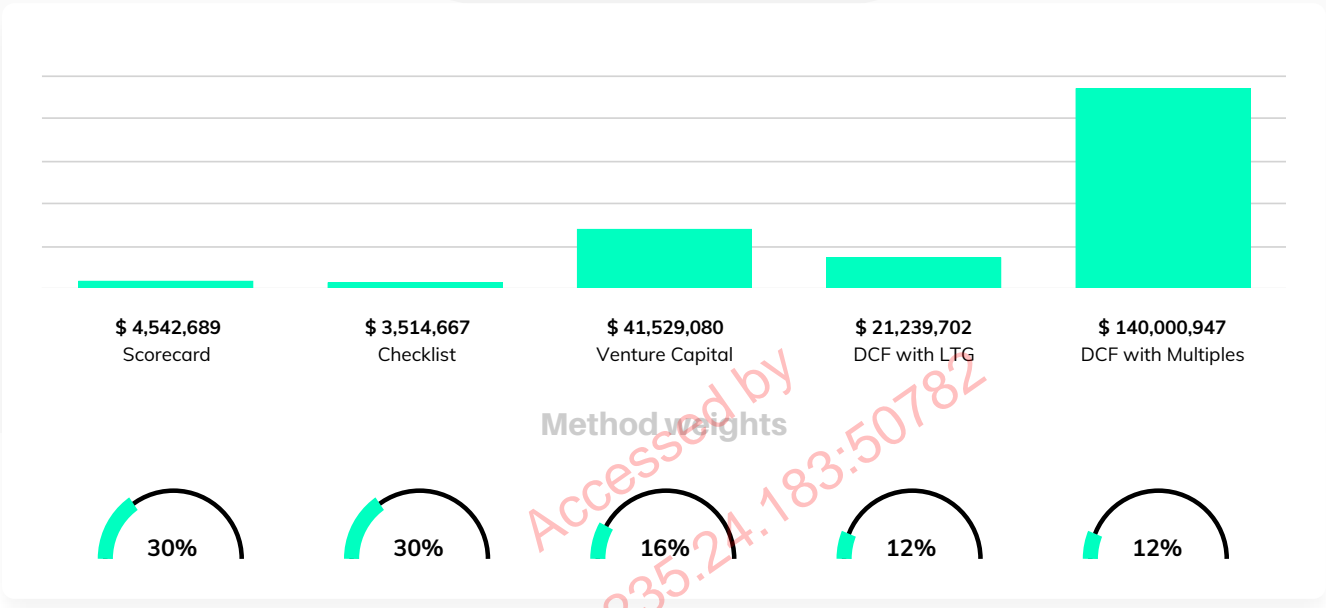 $ 4,542,689
Scorecard
$ 3,514,667
Checklist
$ 41,529,080
Venture Capital
$ 21,239,702
DCF with LTG
$ 140,000,947
DCF with Multiples
Method weights
30%
30%
16%
12%
12%
Accessed by
235.24.183:50782